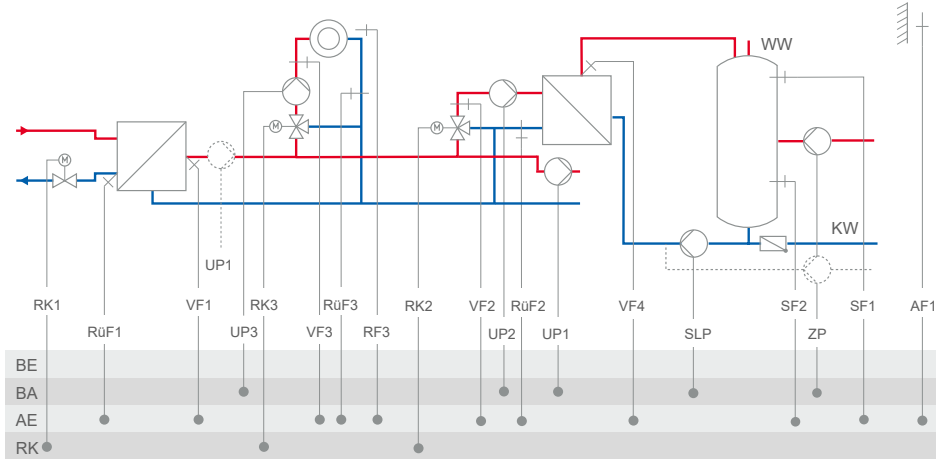 WW
M
M
M
KW
UP1
RK1
VF1
RK3
RüF3
RK2
VF2
RüF2
VF4
SF2
SF1
AF1
RüF1
UP3
VF3
RF3
UP2
UP1
SLP
ZP
BE
BA
AE
RK